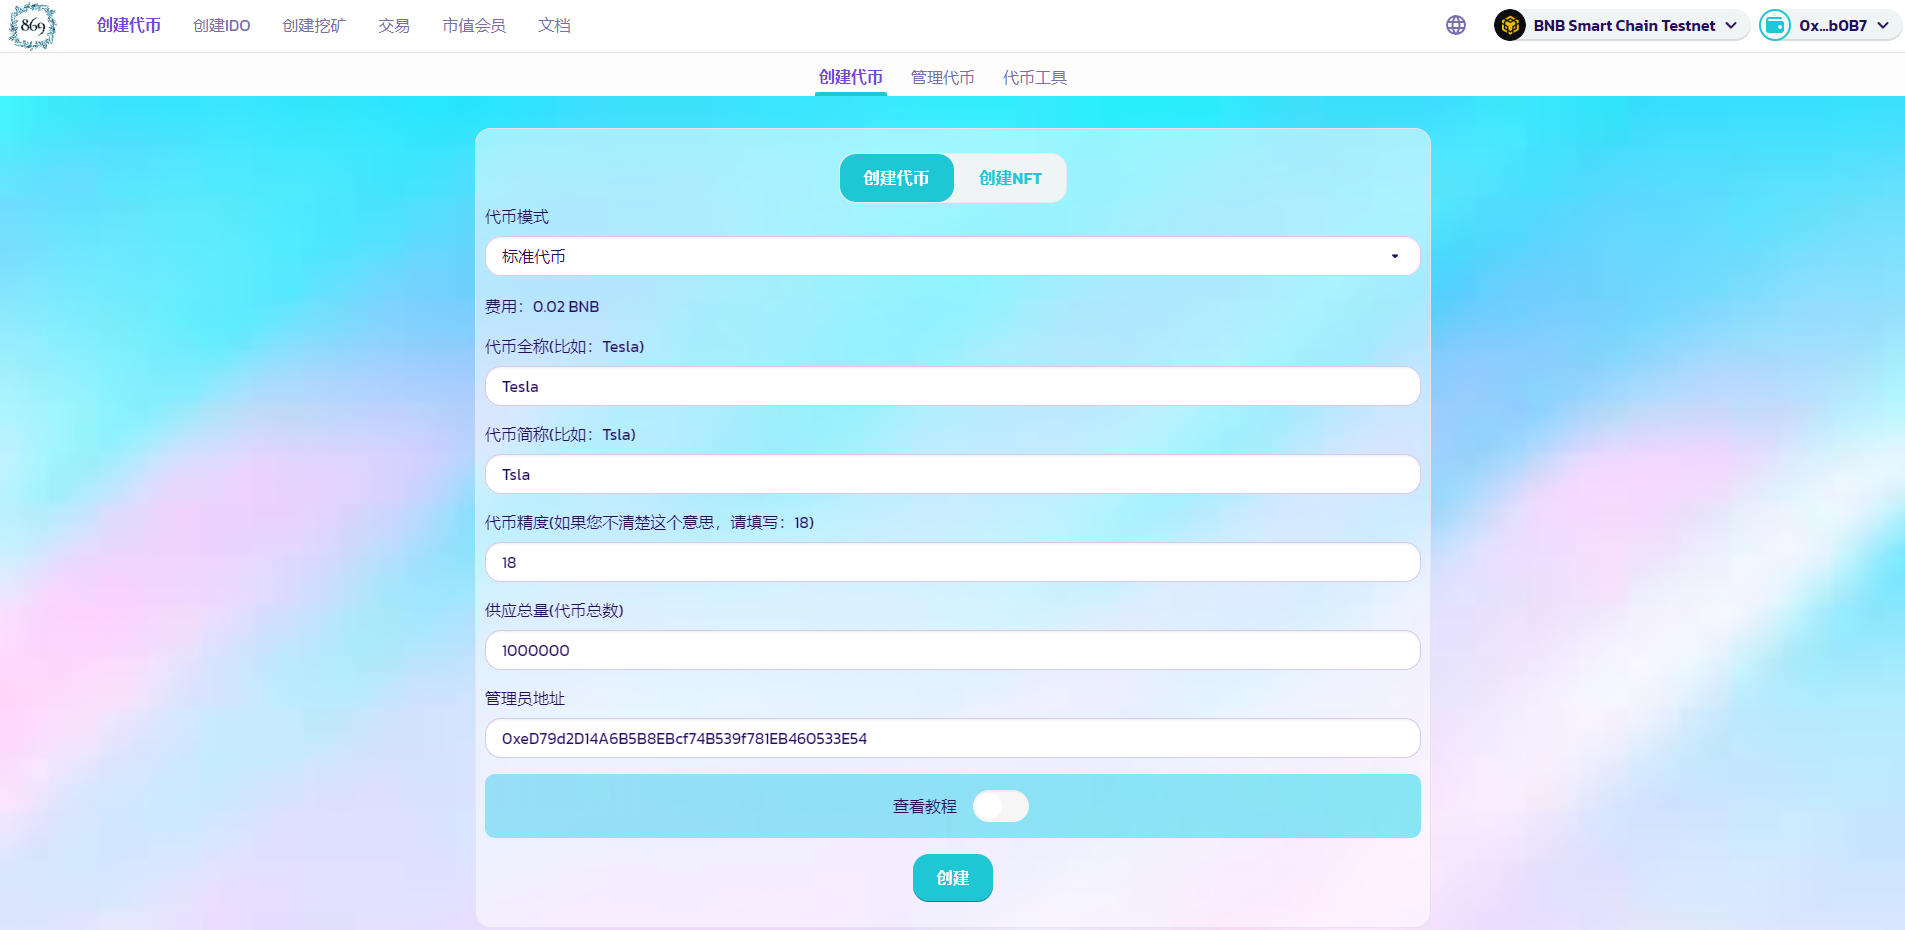 869
创建代币 创建IDO 创建挖矿 交易 市值会员 文档
BNB Smart Chain Testnet
0x...b0B7
创建代币 管理代币 代币工具
创建代币 创建NFT
代币模式
标准代币
费用：0.02 BNB
代币全称(比如：Tesla)
Tesla
代币简称(比如：Tsla)
Tsla
代币精度(如果您不清楚这个意思，请填写：18)
18
供应总量(代币总数)
1000000
管理员地址
0xeD79d2D14A6B5B8EBcf74B539f781EB460533E54
查看教程
创建